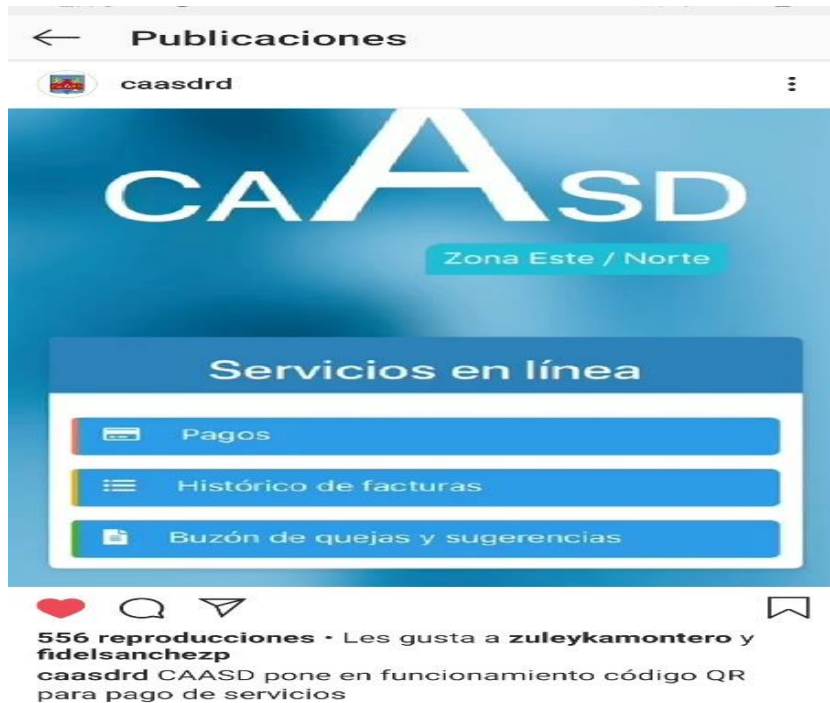 Publicaciones
caasdrd
CAASD
Zona Este / Norte
Servicios en línea
Pagos
Histórico de facturas
Buzón de quejas y sugerencias
556 reproducciones • Les gusta a zuleykamontero y
fidelsanchezp
caasdrd CAASD pone en funcionamiento código QR
para pago de servicios